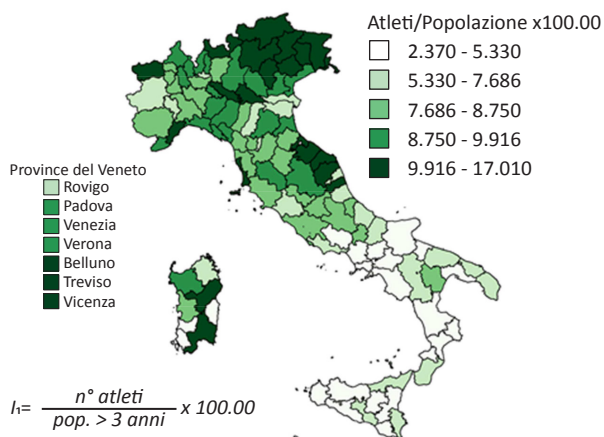 Atleti/Popolazione x100.00
2.370 - 5.330
5.330 - 7.686
7.686 - 8.750
8.750 - 9.916
9.916 - 17.010
Province del Veneto
Rovigo
Padova
Venezia
Verona
Belluno
Treviso
Vicenza
I₁= n° atleti
pop. > 3 anni x 100.00